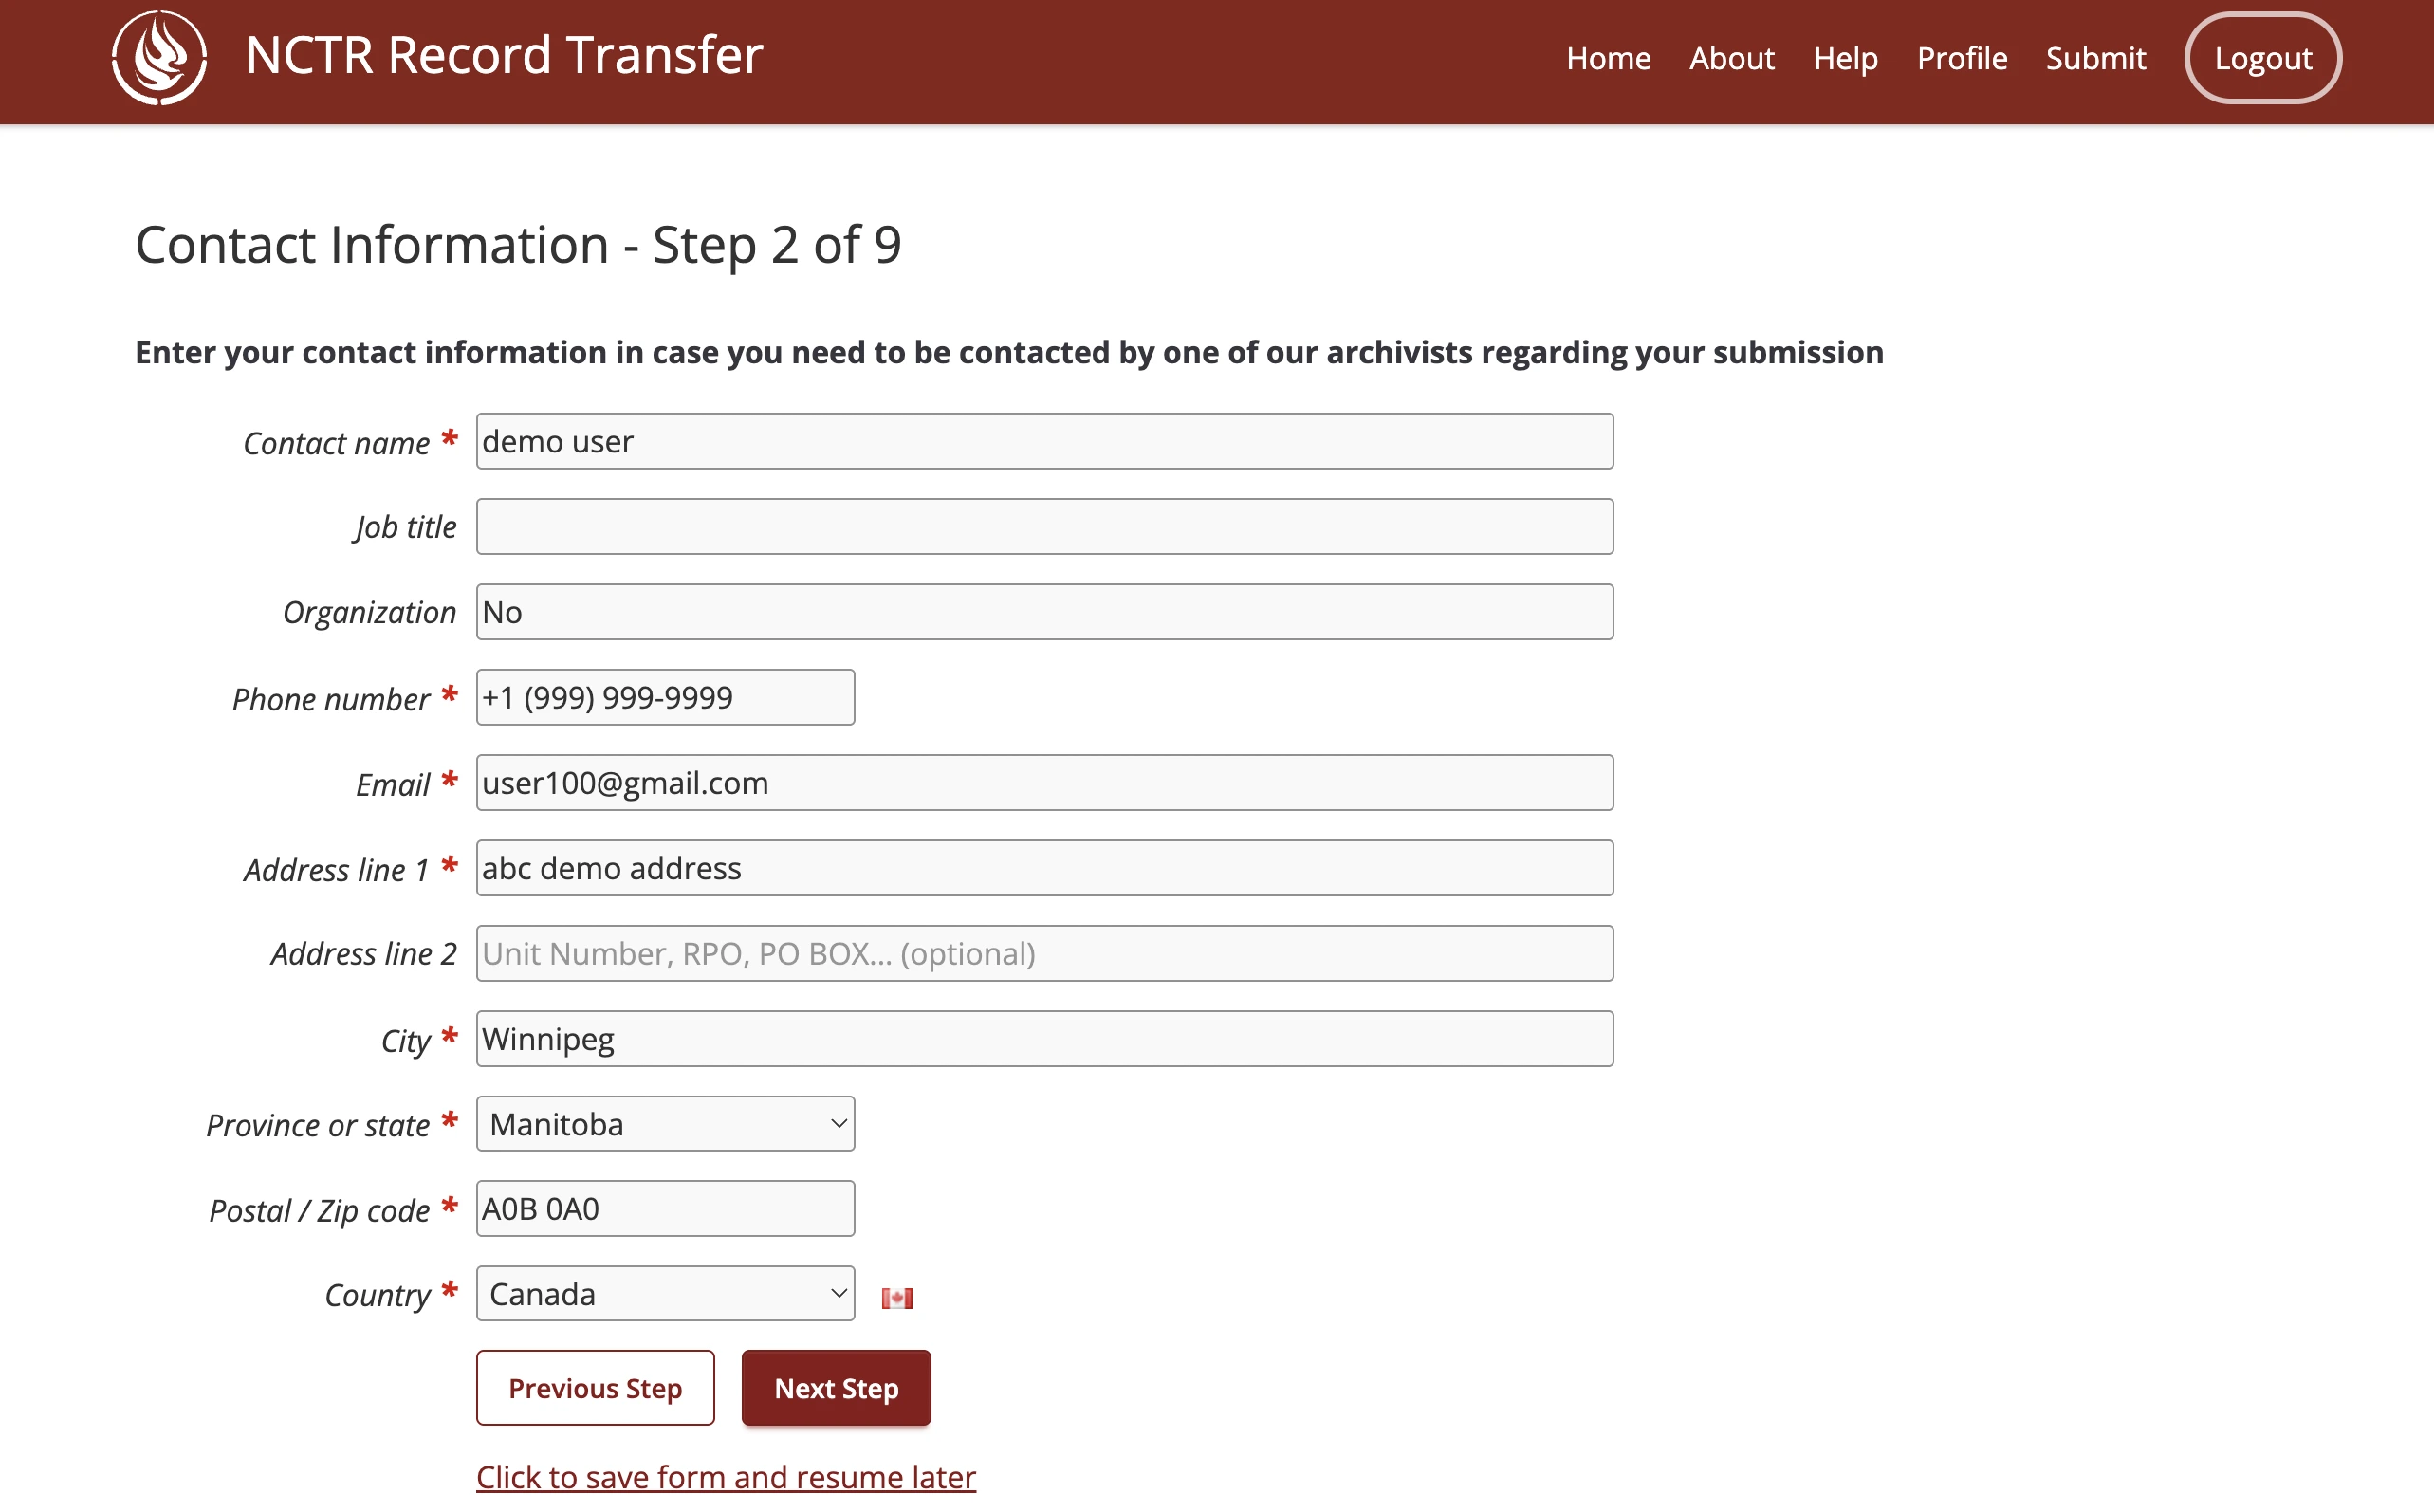 NCTR Record Transfer
Home About Help Profile Submit Logout
Contact Information - Step 2 of 9
Enter your contact information in case you need to be contacted by one of our archivists regarding your submission
Contact name * demo user
Job title
Organization No
Phone number * +1 (999) 999-9999
Email * user100@gmail.com
Address line 1 * abc demo address
Address line 2 Unit Number, RPO, PO BOX... (optional)
City * Winnipeg
Province or state * Manitoba
Postal / Zip code * A0B 0A0
Country * Canada
Previous Step Next Step
Click to save form and resume later